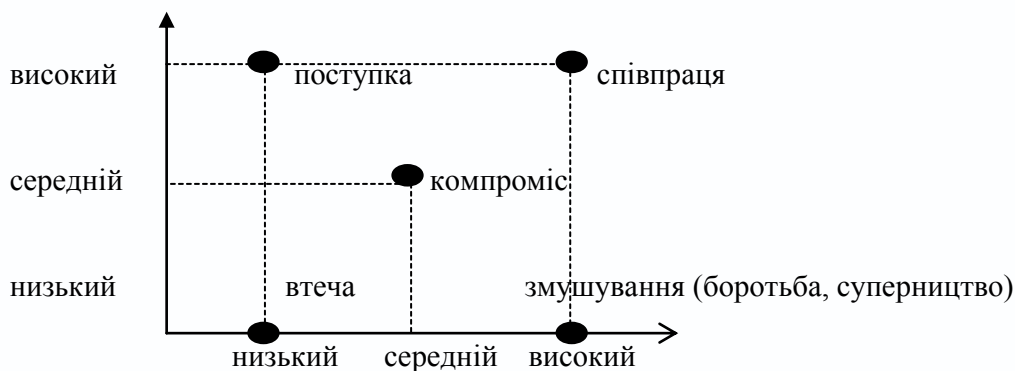 високий поступка співпраця
середній компроміс
низький втеча змушування (боротьба, суперництво)
низький середній високий